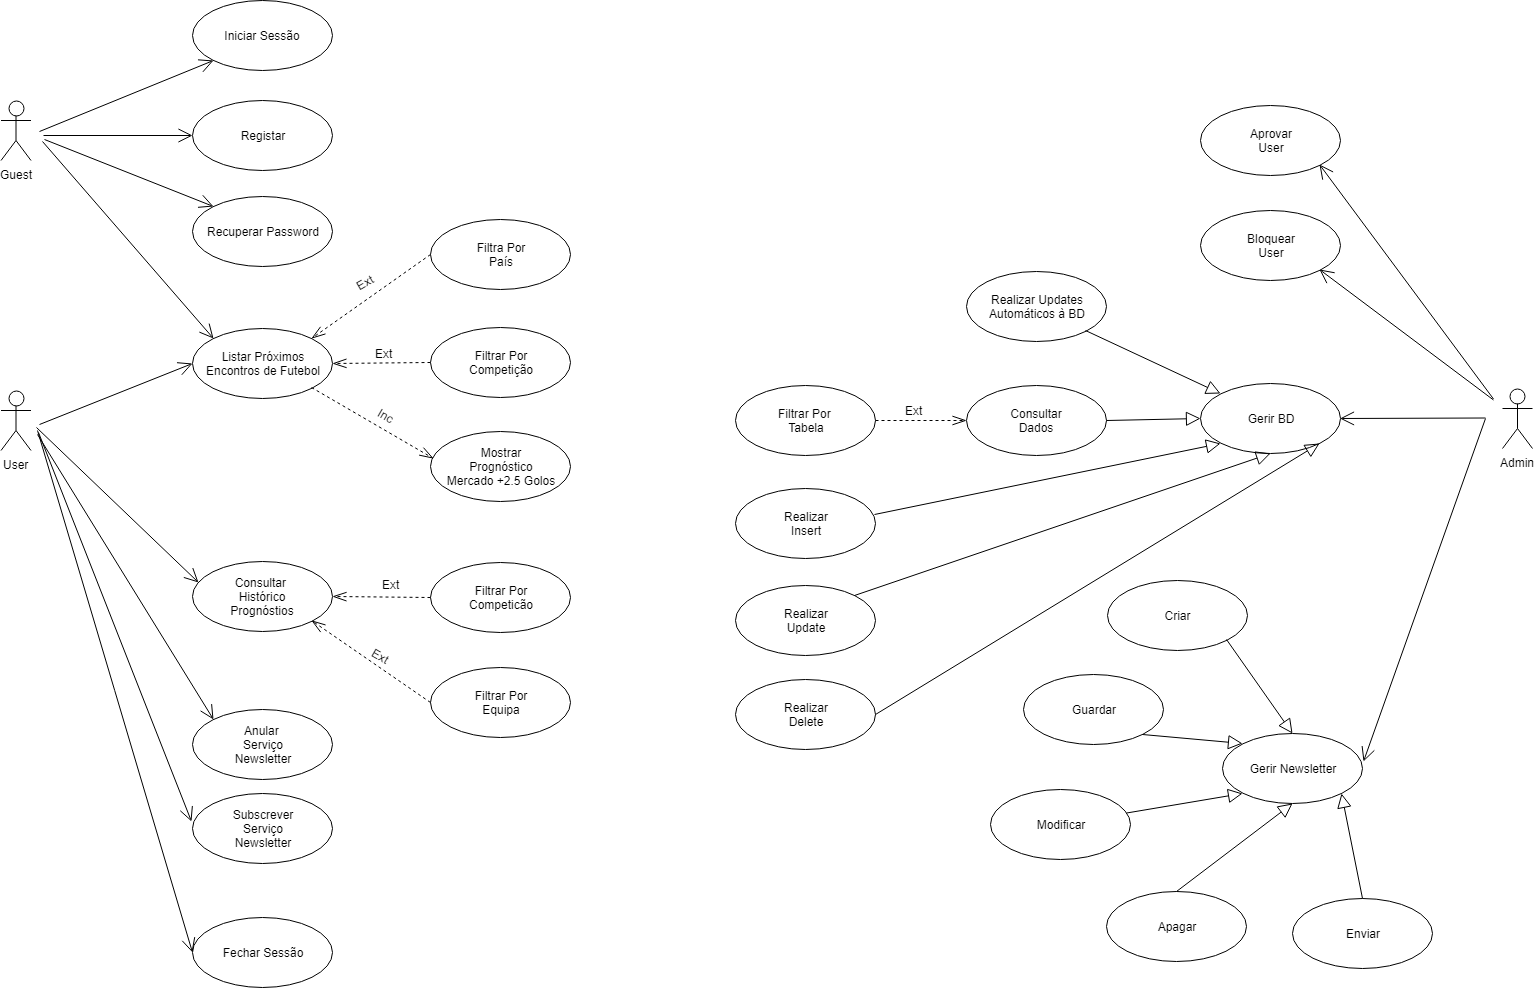 Iniciar Sessão
Registar
Guest
Recuperar Password
Filtra Por
País
Ext
Listar Próximos
Encontros de Futebol
Ext
Filtrar Por
Competição
Inc
Mostrar
Prognóstico
Mercado +2.5 Golos
User
Consultar
Histórico
Prognóstios
Ext
Filtrar Por
Competicão
Ext
Filtrar Por
Equipa
Anular
Serviço
Newsletter
Subscrever
Serviço
Newsletter
Fechar Sessão
Aprovar
User
Bloquear
User
Realizar Updates
Automáticos á BD
Filtrar Por
Tabela
Ext
Consultar
Dados
Gerir BD
Admin
Realizar
Insert
Realizar
Update
Realizar
Delete
Criar
Guardar
Gerir Newsletter
Modificar
Apagar
Enviar